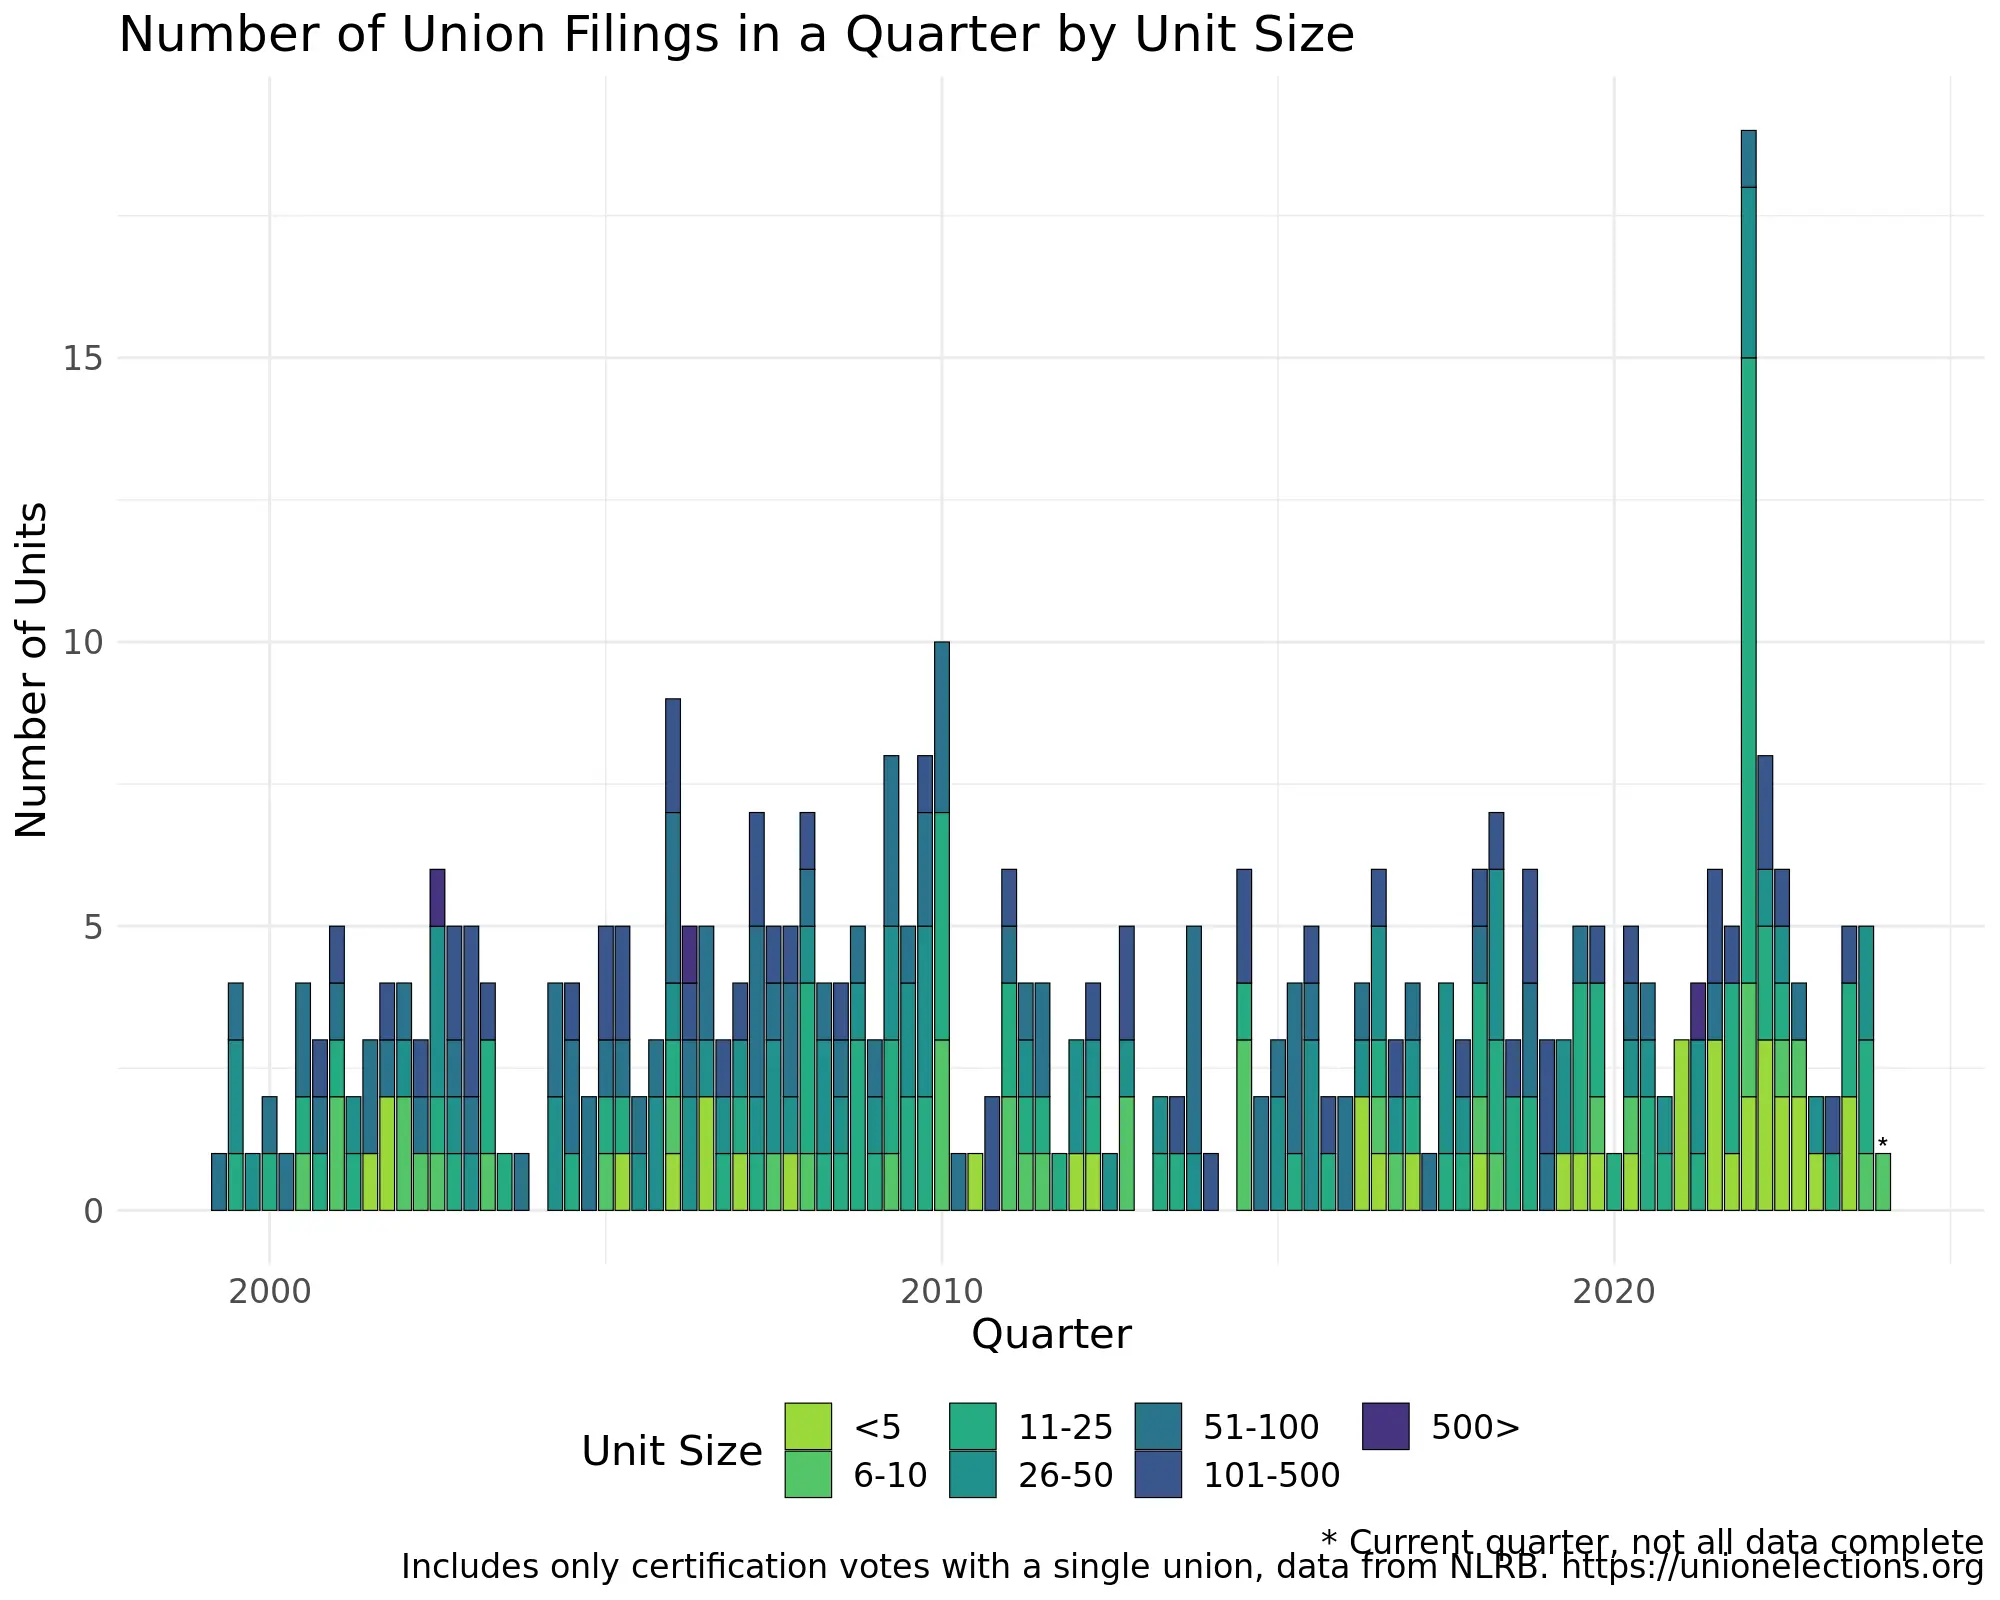 Number of Union Filings in a Quarter by Unit Size
Number of Units
15
10
5
0
*
2000 2010 2020
Quarter
Unit Size
<5 11-25 51-100 500>
6-10 26-50 101-500
* Current quarter, not all data complete
Includes only certification votes with a single union, data from NLRB. https://unionelections.org